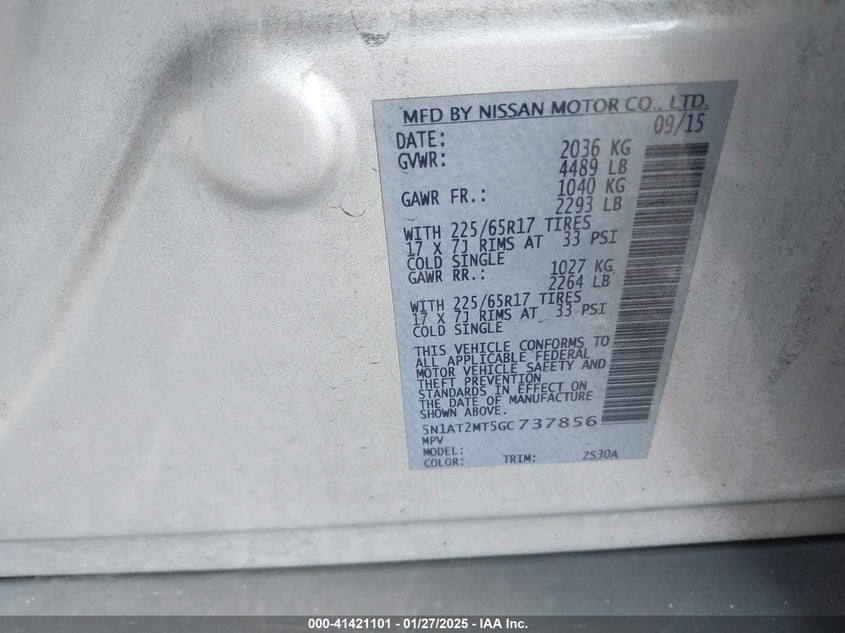 MFD BY NISSAN MOTOR CO., LTD.
DATE: 09/15
GVWR: 2036 KG
4489 LB
GAWR FR.: 1040 KG
2293 LB
WITH 225/65R17 TIRES
17 X 7J RIMS AT 33 PSI
COLD SINGLE
GAWR RR.: 1027 KG
2264 LB
WITH 225/65R17 TIRES
17 X 7J RIMS AT 33 PSI
COLD SINGLE
THIS VEHICLE CONFORMS TO
ALL APPLICABLE FEDERAL
MOTOR VEHICLE SAFETY AND
THEFT PREVENTION
STANDARDS IN EFFECT ON
THE DATE OF MANUFACTURE
SHOWN ABOVE.
5N1AT2MT5GC737856
MPV
MODEL:
COLOR: TRIM: ZS30A
000-41421101 - 01/27/2025 - IAA Inc.